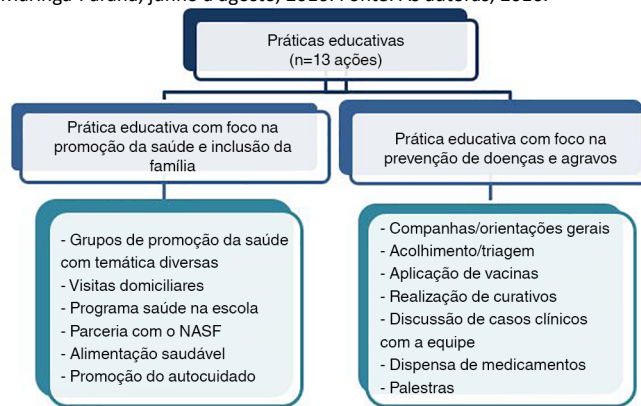 Maringá-Paraná, junho a agosto, 2016. Fonte: As autoras, 2016.
Práticas educativas
(n=13 ações)
Prática educativa com foco na
promoção da saúde e inclusão da
família
Prática educativa com foco na
prevenção de doenças e agravos
- Grupos de promoção da saúde
com temática diversas
- Visitas domiciliares
- Programa saúde na escola
- Parceria com o NASF
- Alimentação saudável
- Promoção do autocuidado
- Companhas/orientações gerais
- Acolhimento/triagem
- Aplicação de vacinas
- Realização de curativos
- Discussão de casos clínicos
com a equipe
- Dispensa de medicamentos
- Palestras